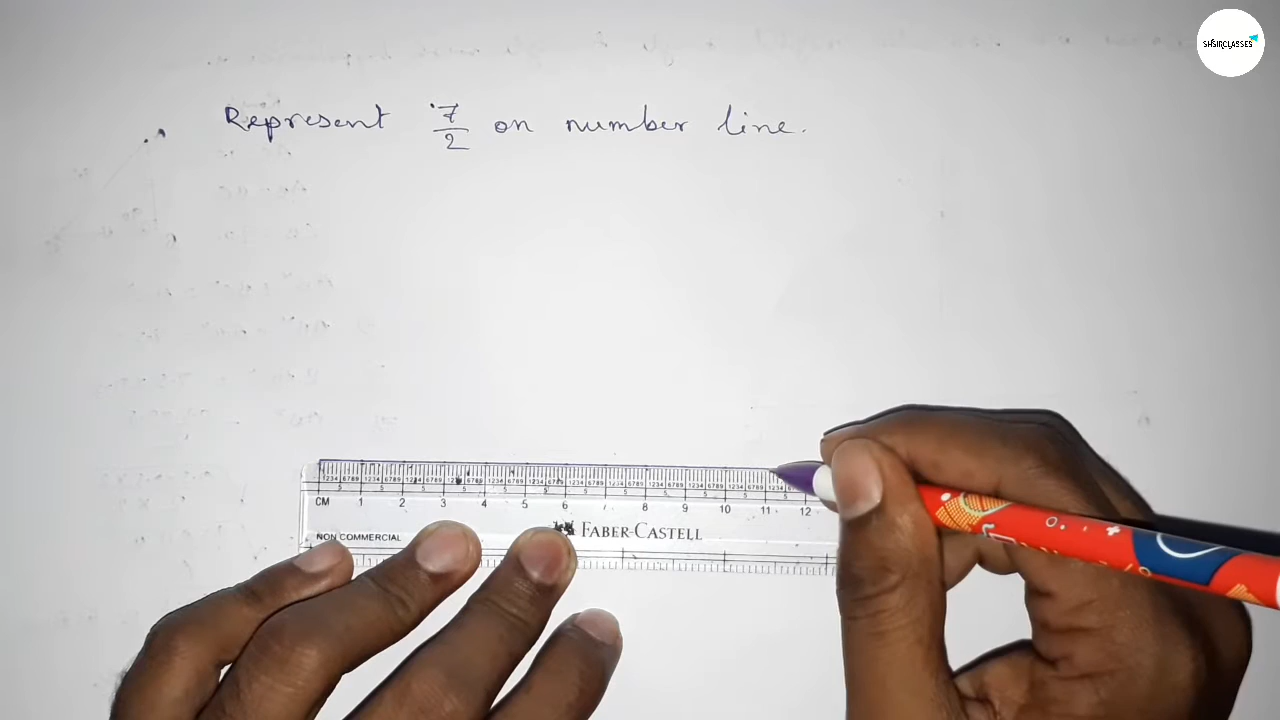 SHSIRCLASSES
Represent 7/2 on number line.
CM 1 2 3 4 5 6 7 8 9 10 11 12
FABER-CASTELL
NON COMMERCIAL